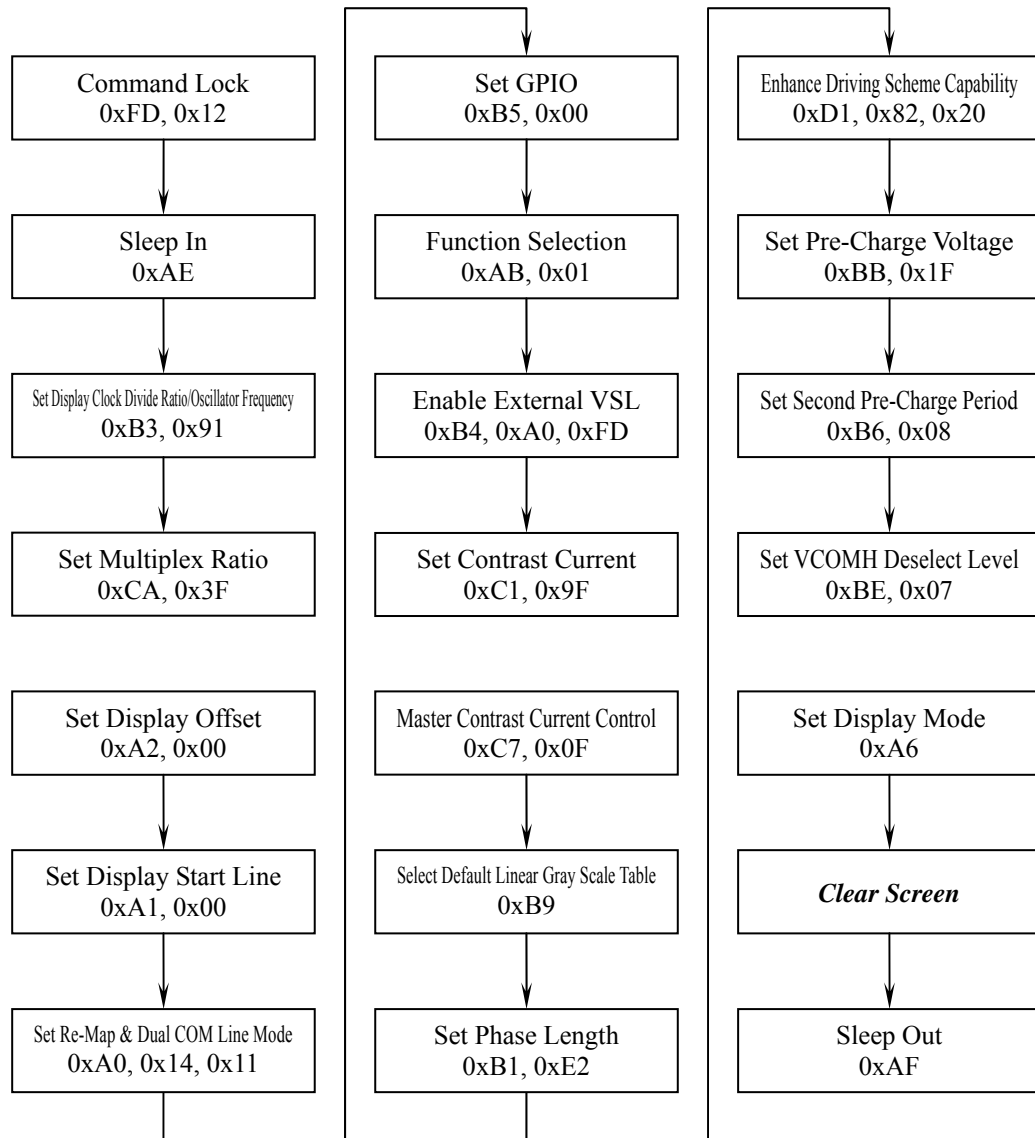 Command Lock
0xFD, 0x12
Sleep In
0xAE
Set Display Clock Divide Ratio/Oscillator Frequency
0xB3, 0x91
Set Multiplex Ratio
0xCA, 0x3F
Set Display Offset
0xA2, 0x00
Set Display Start Line
0xA1, 0x00
Set Re-Map & Dual COM Line Mode
0xA0, 0x14, 0x11
Set GPIO
0xB5, 0x00
Function Selection
0xAB, 0x01
Enable External VSL
0xB4, 0xA0, 0xFD
Set Contrast Current
0xC1, 0x9F
Master Contrast Current Control
0xC7, 0x0F
Select Default Linear Gray Scale Table
0xB9
Set Phase Length
0xB1, 0xE2
Enhance Driving Scheme Capability
0xD1, 0x82, 0x20
Set Pre-Charge Voltage
0xBB, 0x1F
Set Second Pre-Charge Period
0xB6, 0x08
Set VCOMH Deselect Level
0xBE, 0x07
Set Display Mode
0xA6
Clear Screen
Sleep Out
0xAF